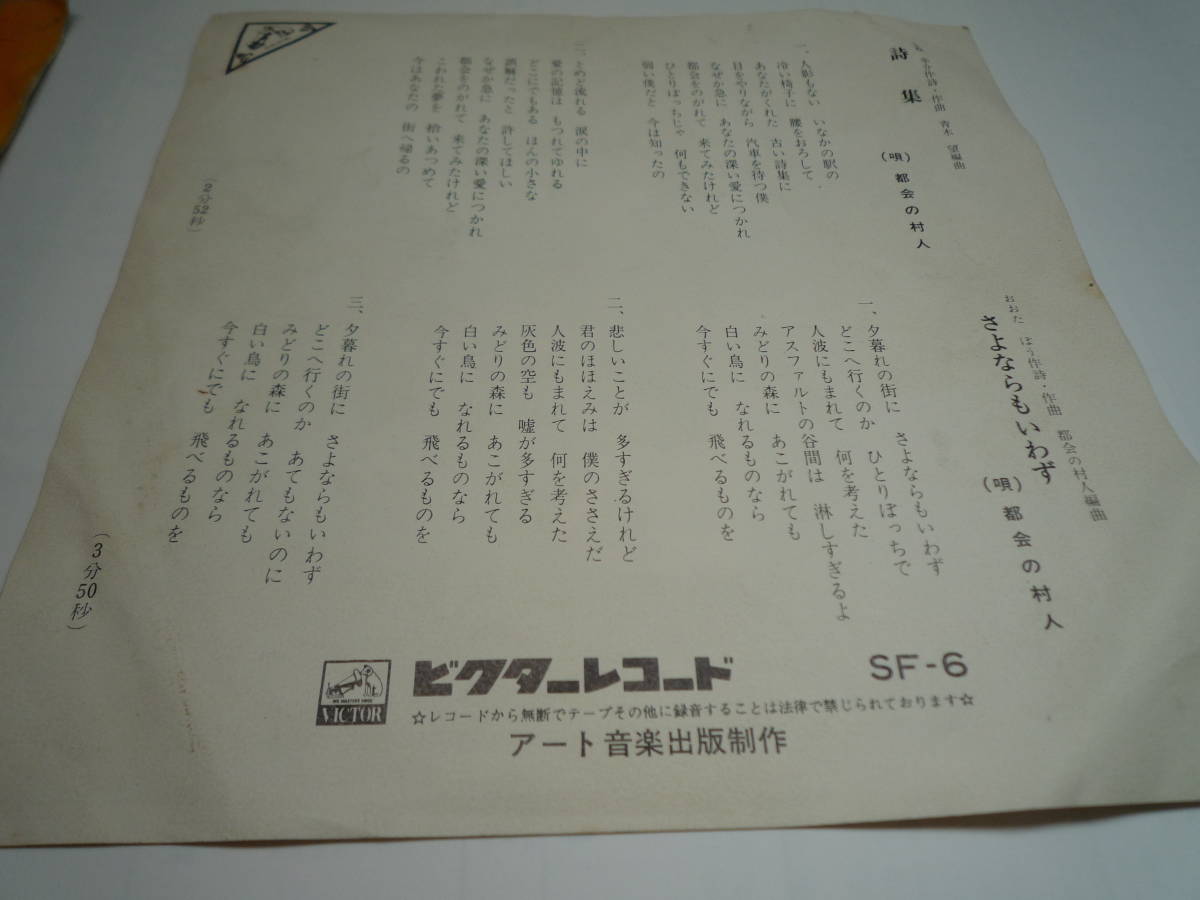 作詩・作曲 青木 望編曲
詩集
(唄) 都会の村人
一、人影もない いなかの駅の
冷い椅子に 腰をおろして
あなたがくれた 古い詩集に
目をやりながら 汽車を待つ僕
なぜか急に あなたの深い愛につかれ
都会をのがれて 来てみたけれど
ひとりぼっちじゃ 何もできない
弱い僕だと 今は知ったの
二、とめど流れる 涙の中に
愛の記憶は もつれてゆれる
どこにでもある ほんの小さな
誤解だったと 許してほしい
なぜか急に あなたの深い愛につかれ
都会をのがれて 来てみたけれど
こわれた夢を 拾いあつめて
今はあなたの 街へ帰るの
(2分52秒)
おおた ぼう作詩・作曲 都会の村人編曲
さよならもいわず
(唄) 都会の村人
一、夕暮れの街に さよならもいわず
どこへ行くのか ひとりぼっちで
人波にもまれて 何を考えた
アスファルトの谷間は 淋しすぎるよ
みどりの森に あこがれても
白い鳥に なれるものなら
今すぐにでも 飛べるものを
二、悲しいことが 多すぎるけれど
君のほほえみは 僕のささえだ
人波にもまれて 何を考えた
灰色の空も 嘘が多すぎる
みどりの森に あこがれても
白い鳥に なれるものなら
今すぐにでも 飛べるものを
三、夕暮れの街に さよならもいわず
どこへ行くのか あてもないのに
みどりの森に あこがれても
白い鳥に なれるものなら
今すぐにでも 飛べるものを
(3分50秒)
HIS MASTERS VOICE
VICTOR
ビクターレコード SF-6
☆レコードから無断でテープその他に録音することは法律で禁じられております☆
アート音楽出版制作